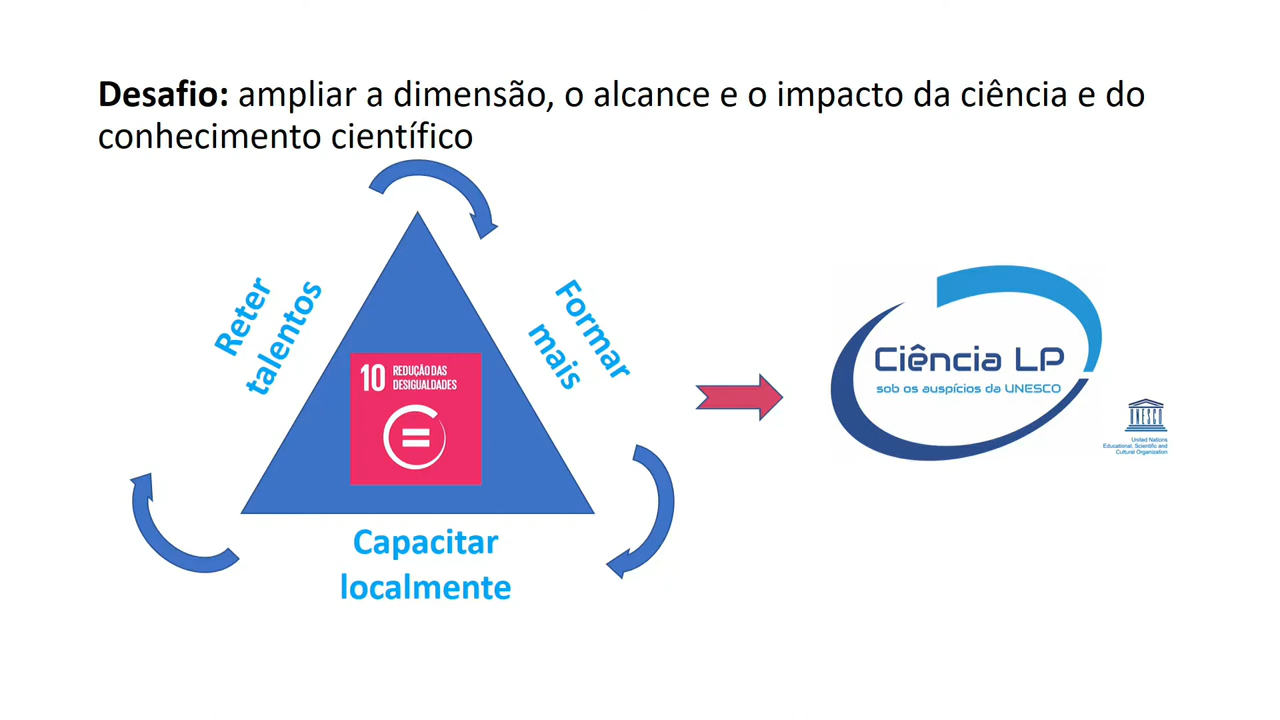 Desafio: ampliar a dimensão, o alcance e o impacto da ciência e do
conhecimento científico
Reter
talentos
Formar
mais
10 REDUÇÃO DAS
DESIGUALDADES
Capacitar
localmente
Ciência LP
sob os auspícios da UNESCO
UNESCO
United Nations
Educational, Scientific and
Cultural Organization